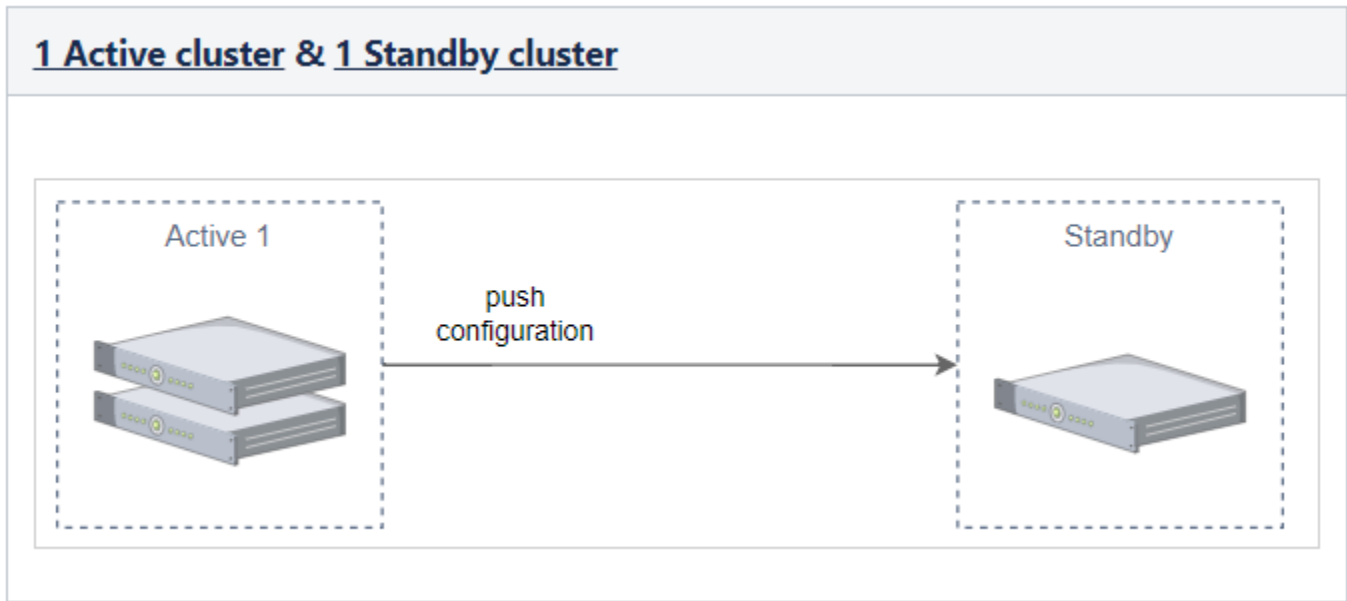 1 Active cluster & 1 Standby cluster
Active 1
Standby
push
configuration